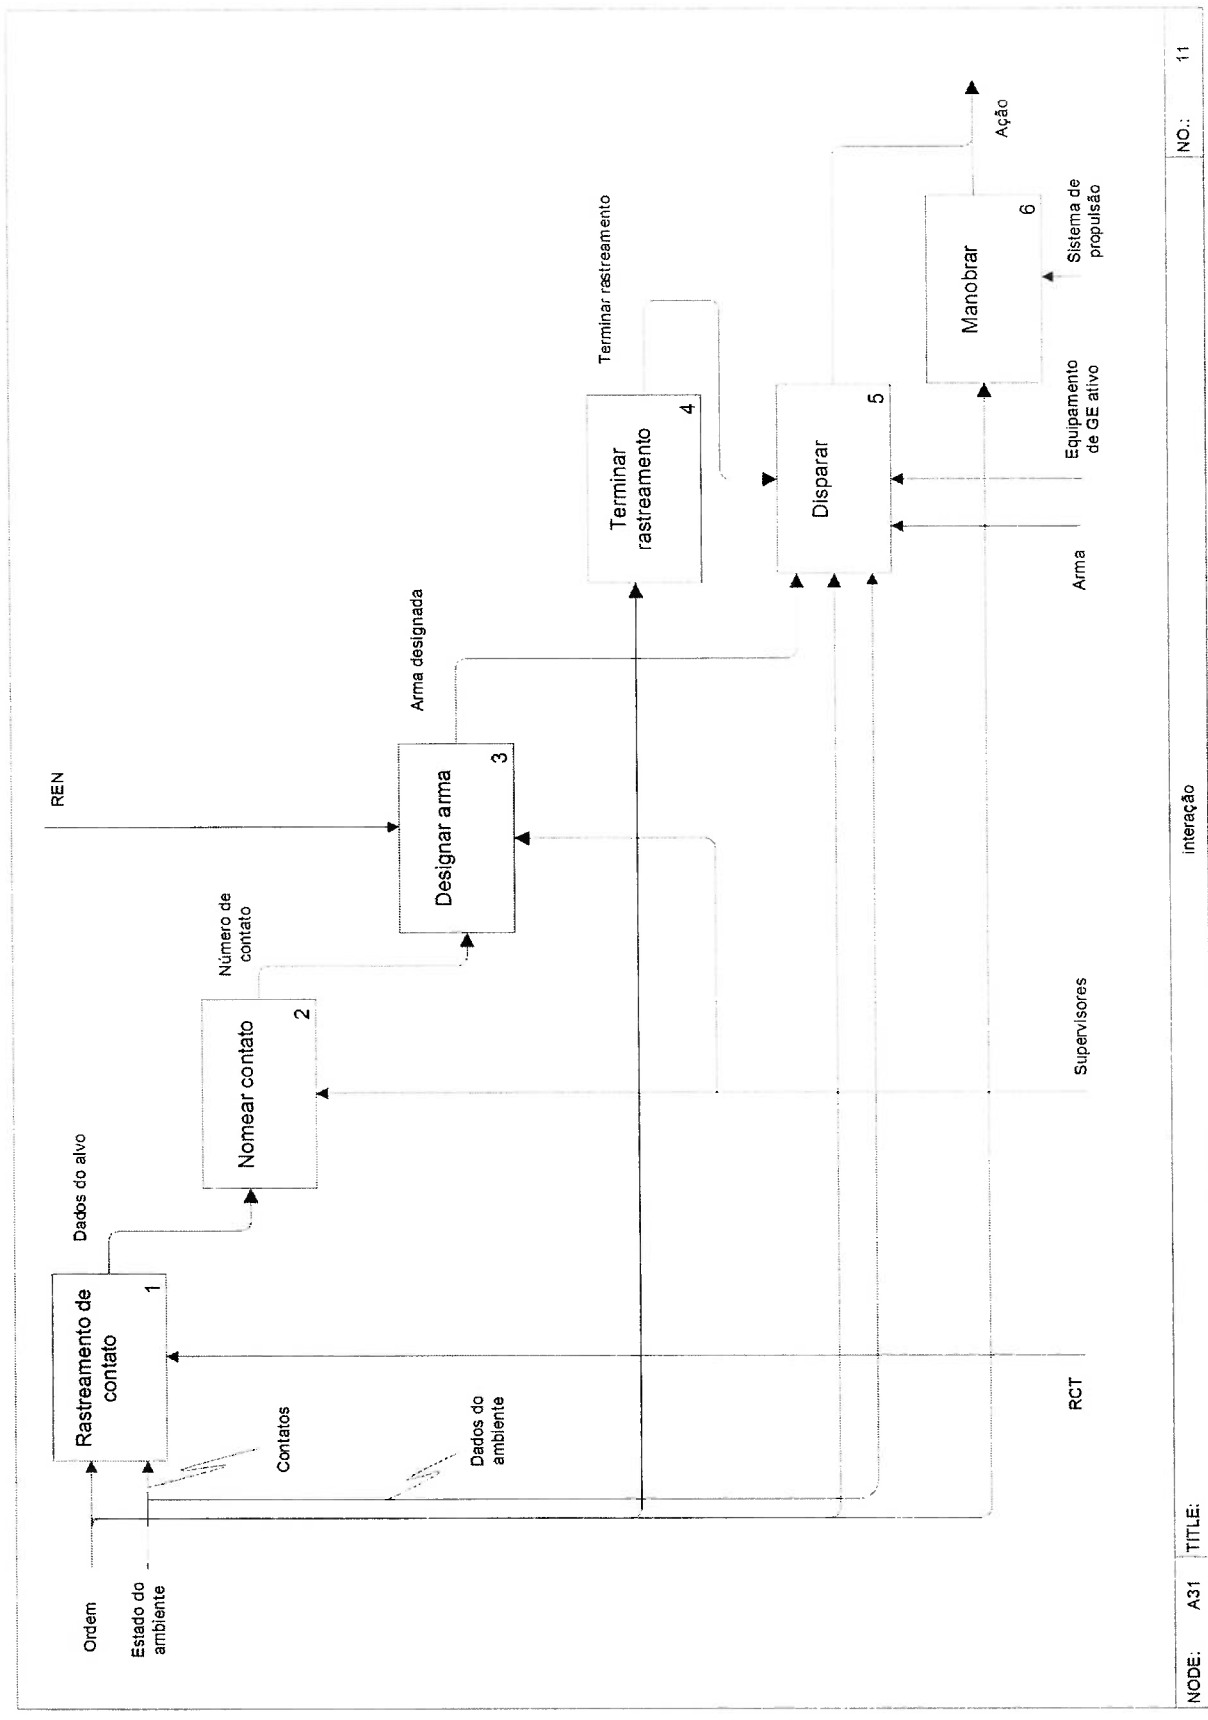 Ordem
Estado do
ambiente
Rastreamento de
contato
1
Dados do alvo
Contatos
Dados do
ambiente
RCT
Nomear contato
2
Número de
contato
Supervisores
REN
Designar arma
3
Arma designada
Terminar
rastreamento
4
Terminar rastreamento
Disparar
5
Arma
Equipamento
de GE ativo
Manobrar
6
Sistema de
propulsão
Ação
NODE: A31
TITLE:
interação
NO.: 11